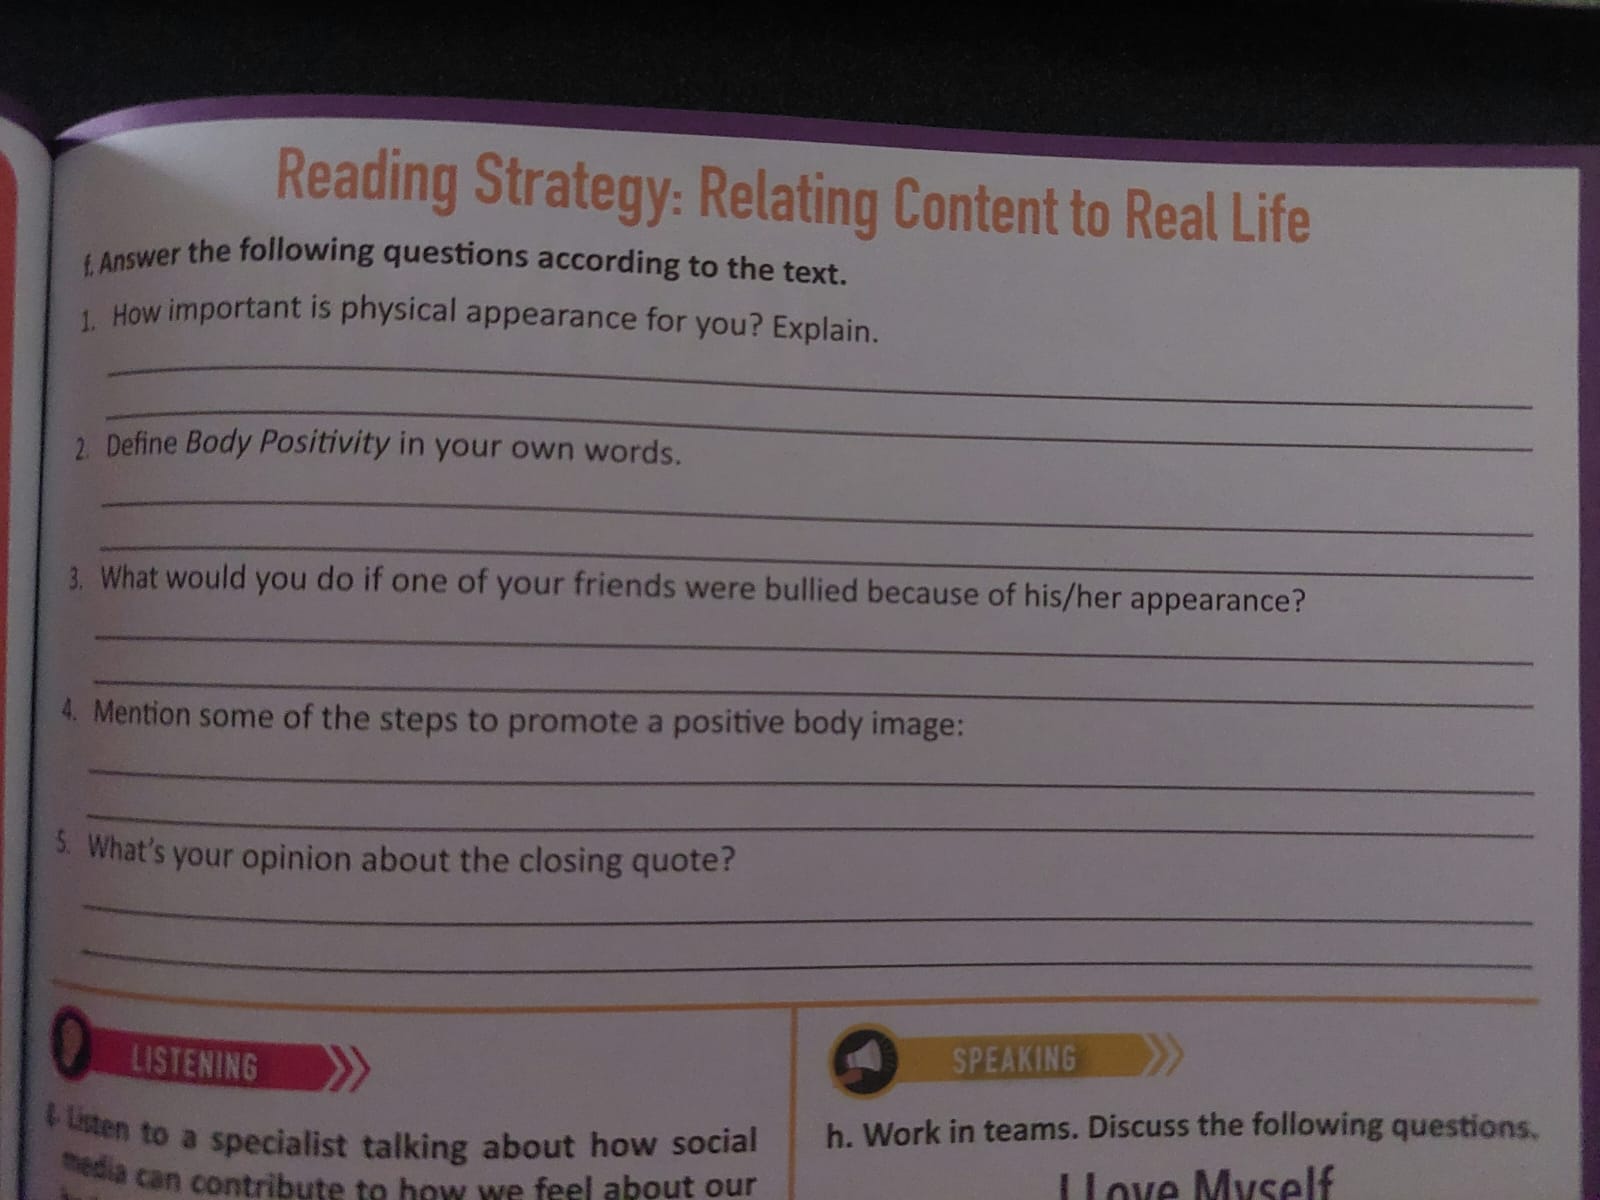 Reading Strategy: Relating Content to Real Life
f. Answer the following questions according to the text.
1. How important is physical appearance for you? Explain.
2. Define Body Positivity in your own words.
3. What would you do if one of your friends were bullied because of his/her appearance?
4. Mention some of the steps to promote a positive body image:
5. What's your opinion about the closing quote?
LISTENING
Listen to a specialist talking about how social
media can contribute to how we feel about our
SPEAKING
h. Work in teams. Discuss the following questions.
I Love Myself